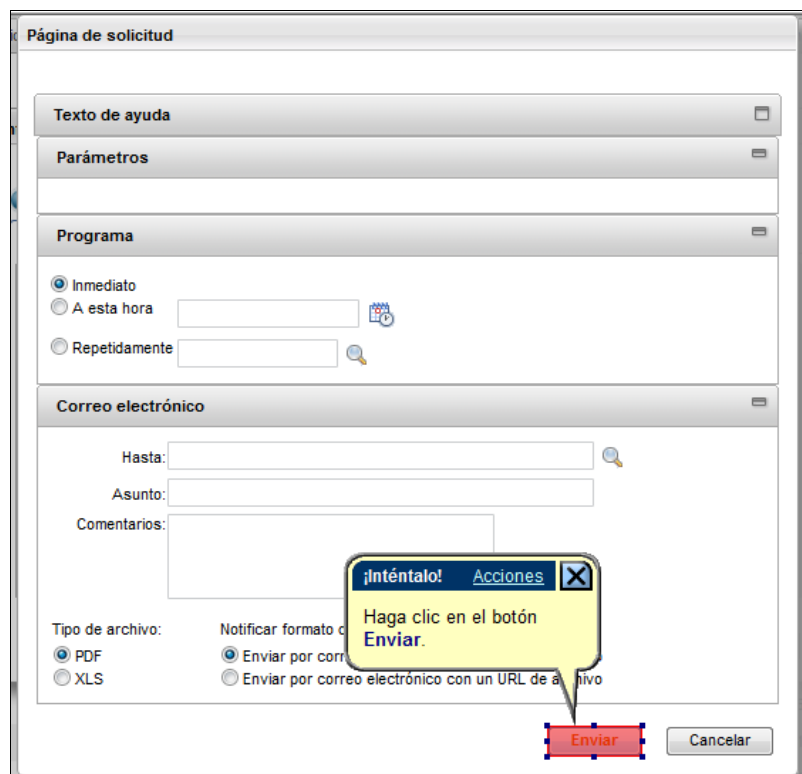 Página de solicitud
Texto de ayuda
Parámetros
Programa
Inmediato
A esta hora
Repetidamente
Correo electrónico
Hasta:
Asunto:
Comentarios:
¡Inténtalo! Acciones
Haga clic en el botón
Enviar.
Tipo de archivo: Notificar formato
PDF Enviar por
XLS Enviar por correo electrónico con un URL de
Enviar Cancelar